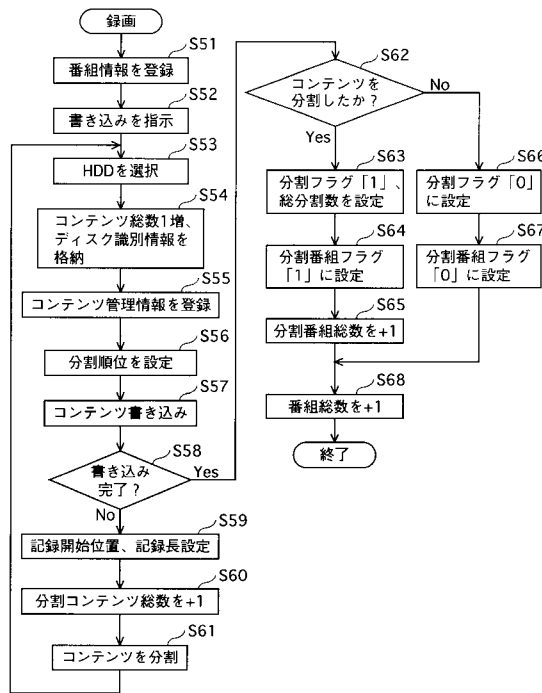 録画
S51
番組情報を登録
S52
書き込みを指示
S53
HDDを選択
S54
コンテンツ総数1増、
ディスク識別情報を
格納
S55
コンテンツ管理情報を登録
S56
分割順位を設定
S57
コンテンツ書き込み
S58
書き込み
完了?
Yes
No
S59
記録開始位置、記録長設定
S60
分割コンテンツ総数を+1
S61
コンテンツを分割
S62
コンテンツを
分割したか?
No
Yes
S63
分割フラグ「1」、
総分割数を設定
S64
分割番組フラグ
「1」に設定
S65
分割番組総数を+1
S66
分割フラグ「0」
に設定
S67
分割番組フラグ
「0」に設定
S68
番組総数を+1
終了